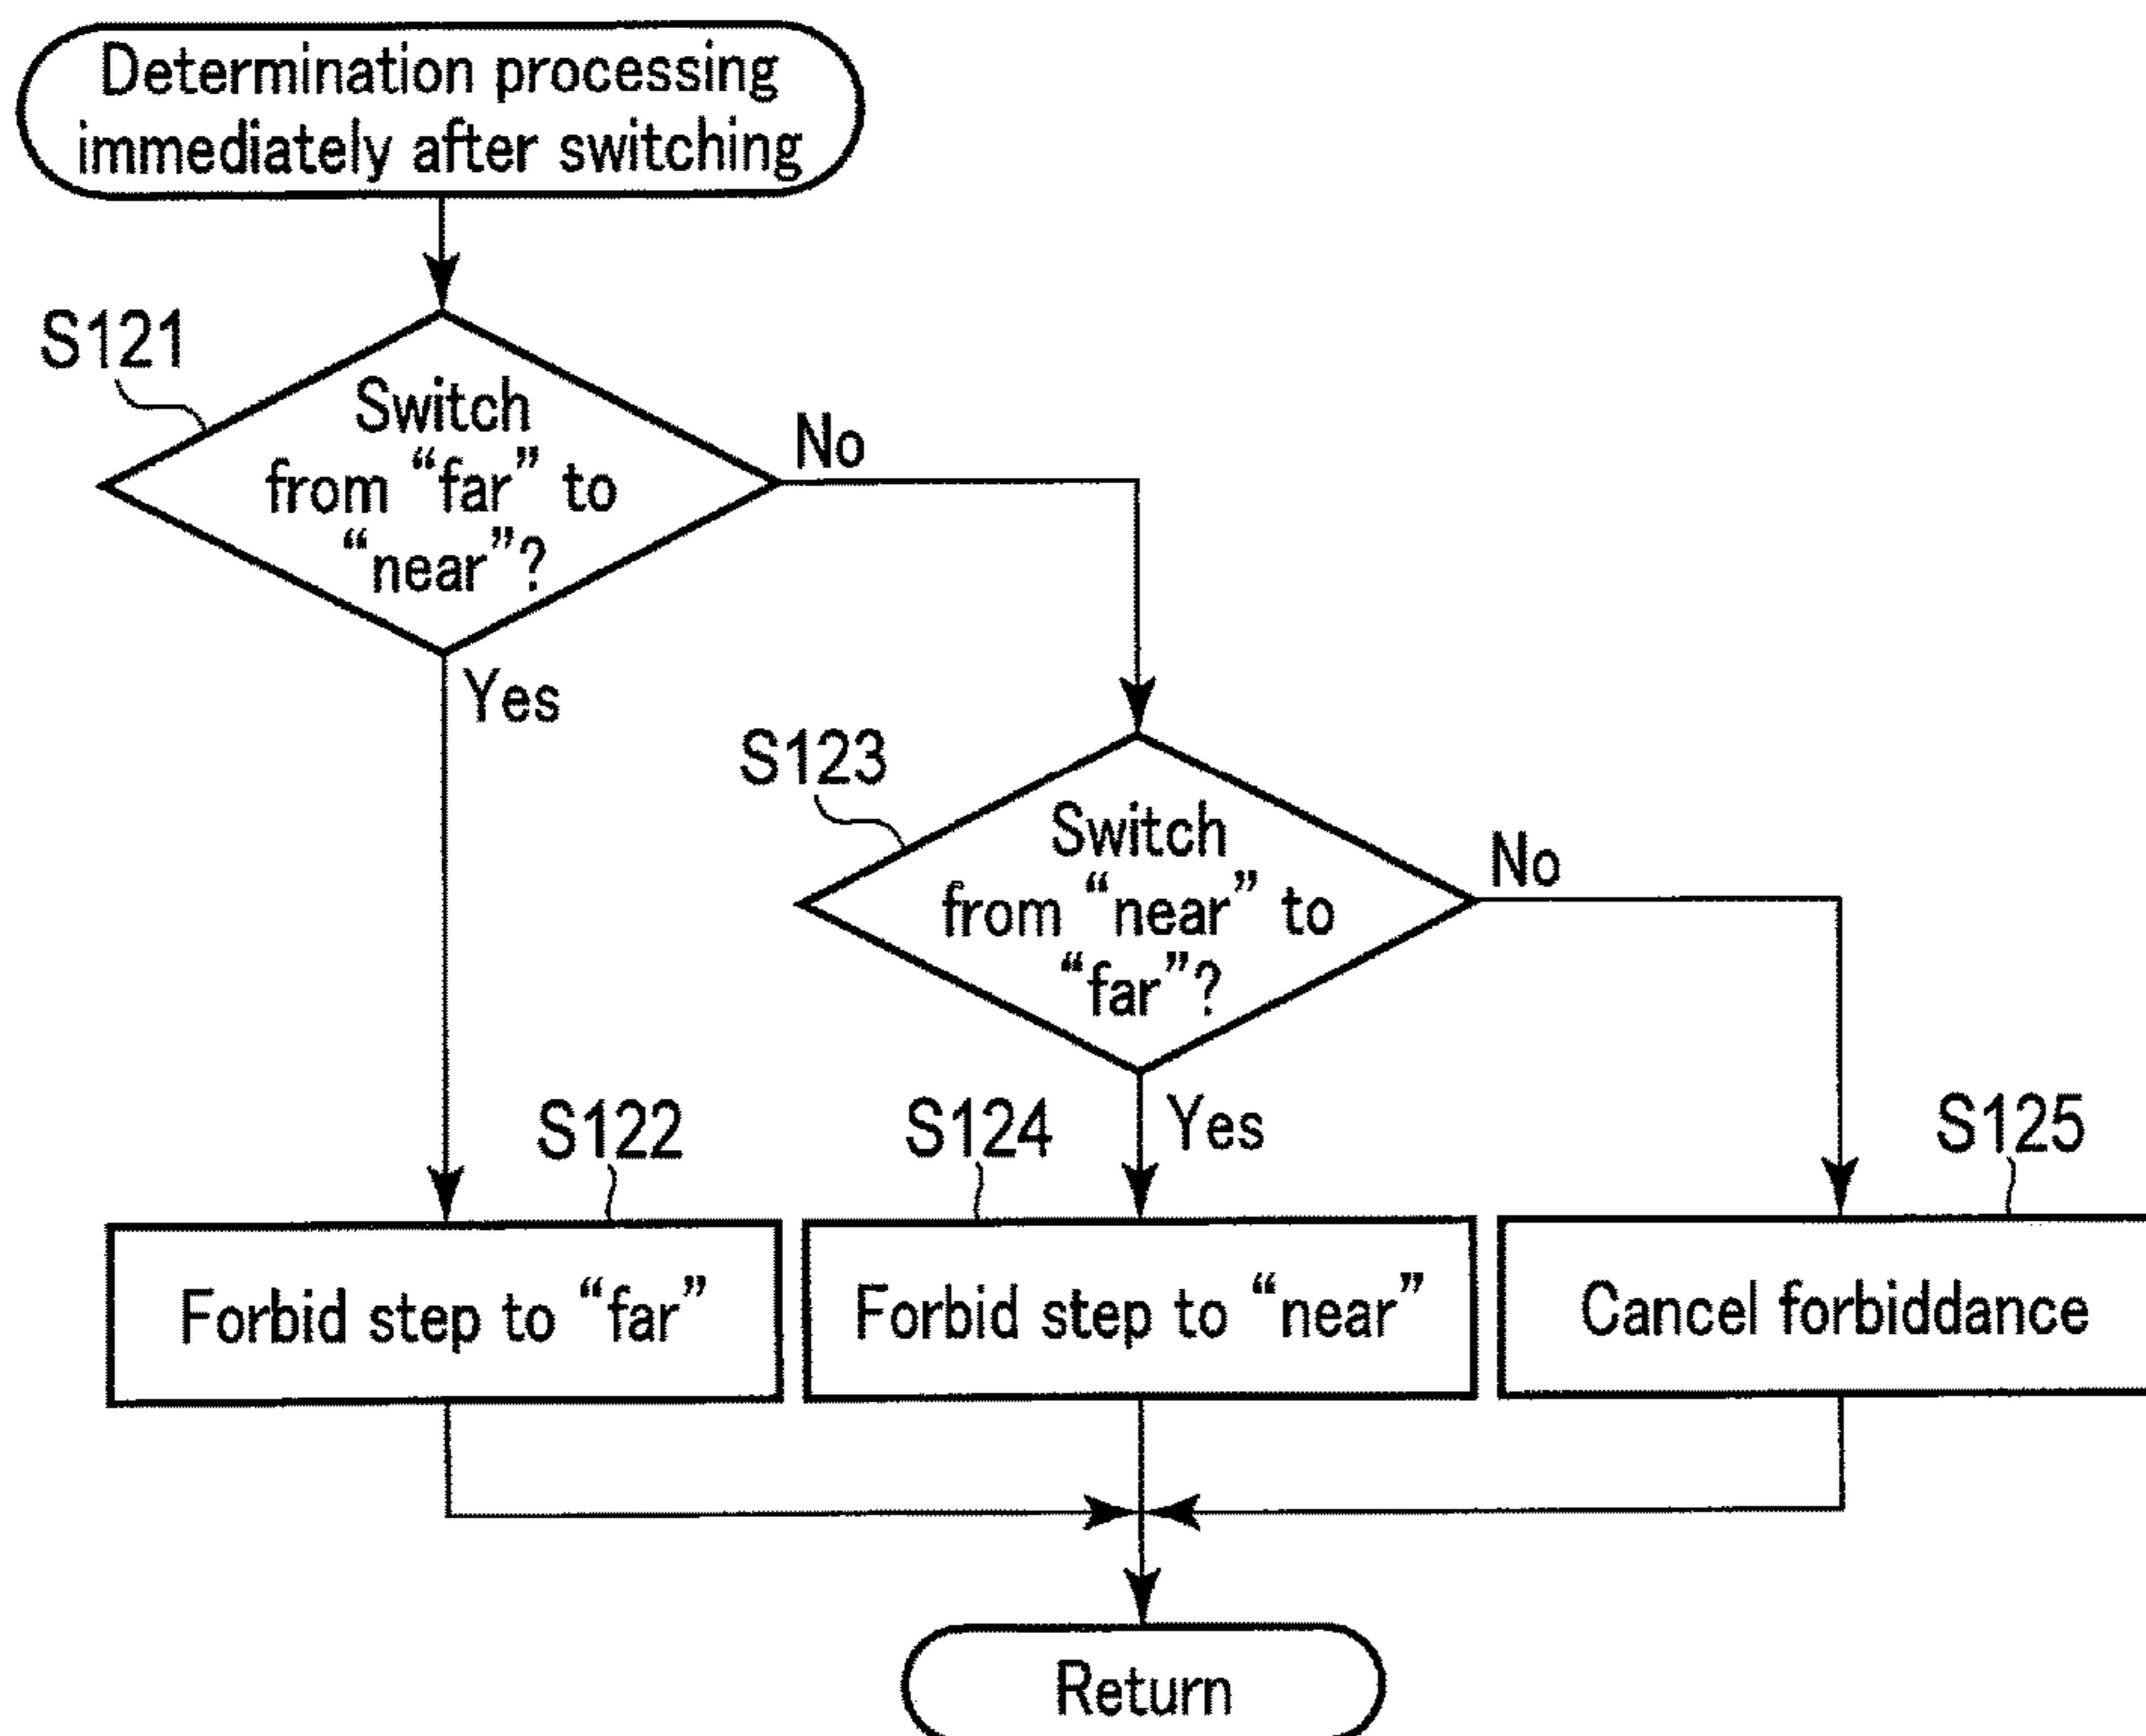 Determination processing
immediately after switching
S121
Switch
from “far” to
“near”?
No
Yes
S123
Switch
from “near” to
“far”?
No
Yes
S122
S124
S125
Forbid step to “far”
Forbid step to “near”
Cancel forbiddance
Return